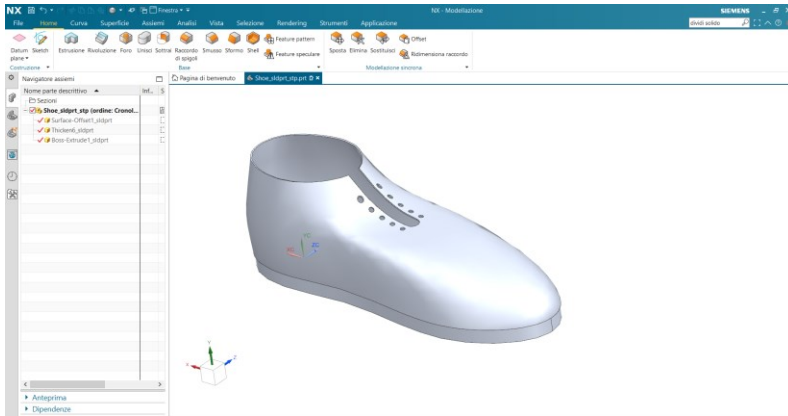 NX
Finestra
NX - Modellazione
SIEMENS
File Home Curva Superficie Assiemi Analisi Vista Selezione Rendering Strumenti Applicazione
dividi solido
Datum plane Sketch Estrusione Rivoluzione Foro Unisci Sottrai Raccordo di spigoli Smusso Sformo Shell
Feature pattern
Feature speculare
Sposta Elimina Sostituisci
Offset
Ridimensiona raccordo
Costruzione Base Modellazione sincrona
Navigatore assiemi
Pagina di benvenuto Shoe_sldprt_stp.prt
Nome parte descrittivo Inf... S
Sezioni
Shoe_sldprt_stp (ordine: Cronol...
Surface-Offset1_sldprt
Thicken6_sldprt
Boss-Extrude1_sldprt
Anteprima
Dipendenze